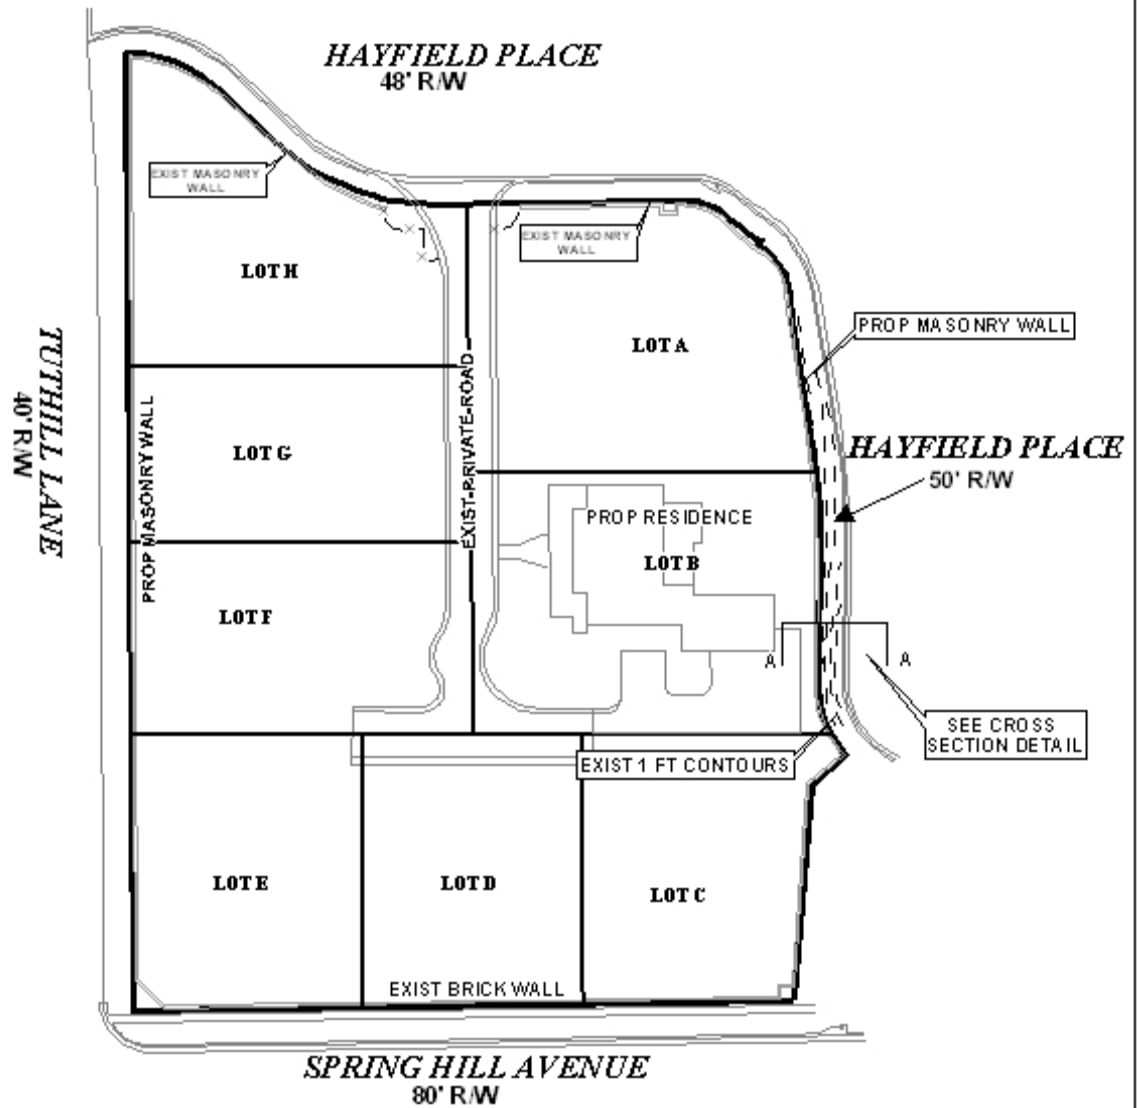 HAYFIELD PLACE
48' R/W
EXIST MASONRY
WALL
EXIST MASONRY
WALL
LOT H
LOT A
PROP MASONRY WALL
TUTHILL LANE
40' R/W
PROP MASONRY WALL
EXIST PRIVATE ROAD
LOT G
HAYFIELD PLACE
50' R/W
PROP RESIDENCE
LOT B
LOT F
A
A
SEE CROSS
SECTION DETAIL
EXIST 1 FT CONTOURS
LOT E
LOT D
LOT C
EXIST BRICK WALL
SPRING HILL AVENUE
80' R/W